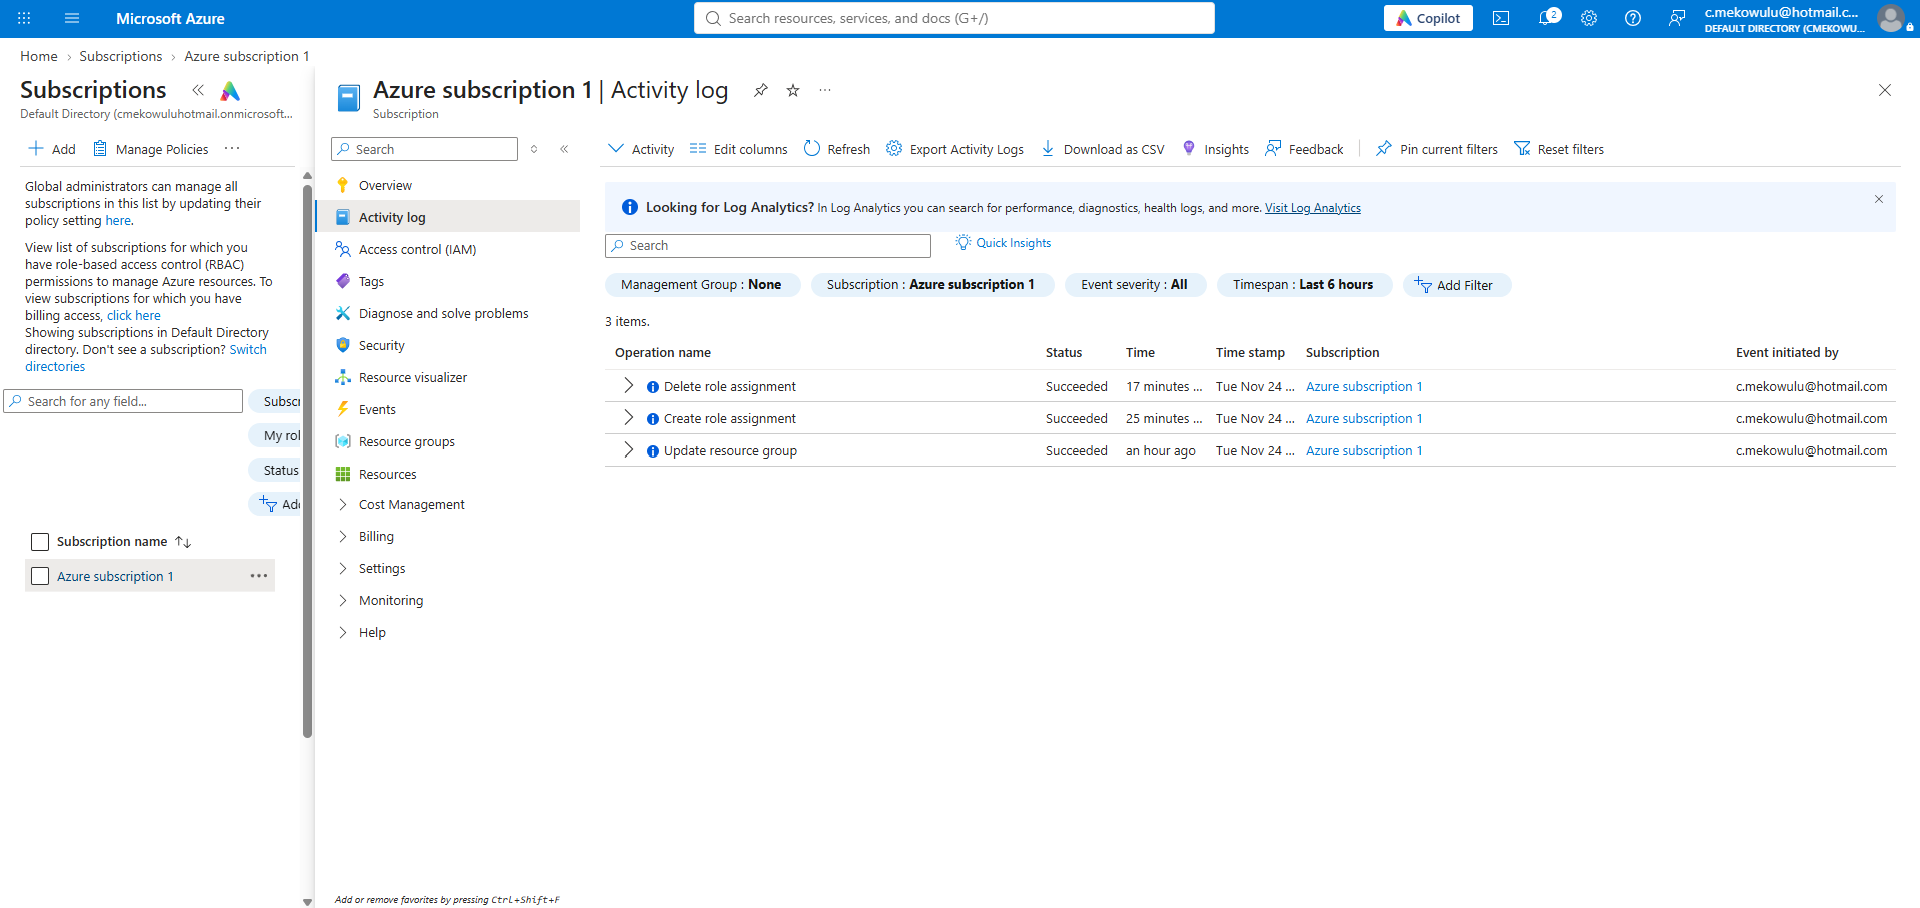 Microsoft Azure
Search resources, services, and docs (G+/)
Copilot
2
c.mekowulu@hotmail.c...
DEFAULT DIRECTORY (CMEKOWU...
Home > Subscriptions > Azure subscription 1
Subscriptions
Default Directory (cmekowuluhotmail.onmicrosoft...
Add
Manage Policies
Global administrators can manage all
subscriptions in this list by updating their
policy setting here.
View list of subscriptions for which you
have role-based access control (RBAC)
permissions to manage Azure resources. To
view subscriptions for which you have
billing access, click here
Showing subscriptions in Default Directory
directory. Don't see a subscription? Switch
directories
Search for any field...
Subscr
My rol
Status
Add
Subscription name
Azure subscription 1
Azure subscription 1 | Activity log
Subscription
Search
Overview
Activity log
Access control (IAM)
Tags
Diagnose and solve problems
Security
Resource visualizer
Events
Resource groups
Resources
Cost Management
Billing
Settings
Monitoring
Help
Add or remove favorites by pressing Ctrl+Shift+F
Activity
Edit columns
Refresh
Export Activity Logs
Download as CSV
Insights
Feedback
Pin current filters
Reset filters
Looking for Log Analytics? In Log Analytics you can search for performance, diagnostics, health logs, and more. Visit Log Analytics
Search
Quick Insights
Management Group : None
Subscription : Azure subscription 1
Event severity : All
Timespan : Last 6 hours
Add Filter
3 items.
Operation name Status Time Time stamp Subscription Event initiated by
Delete role assignment Succeeded 17 minutes ... Tue Nov 24 ... Azure subscription 1 c.mekowulu@hotmail.com
Create role assignment Succeeded 25 minutes ... Tue Nov 24 ... Azure subscription 1 c.mekowulu@hotmail.com
Update resource group Succeeded an hour ago Tue Nov 24 ... Azure subscription 1 c.mekowulu@hotmail.com